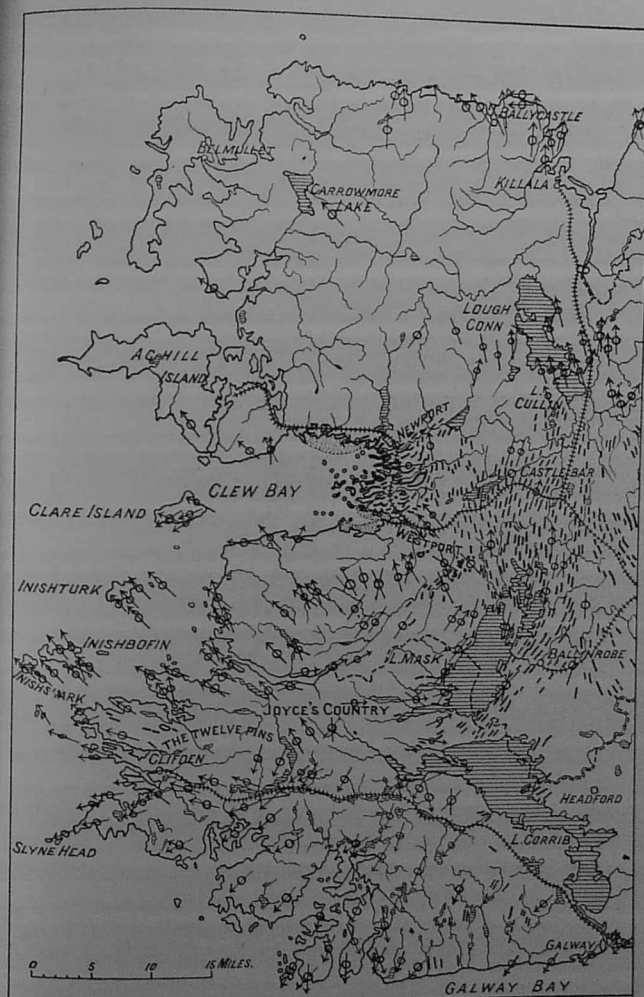 BALLYCASTLE
BELMULLET
KILLALA
CARROWMORE
LAKE
LOUGH
CONN
ACHILL
ISLAND
L.
CULLIN
NEWPORT
CASTLEBAR
CLEW BAY
CLARE ISLAND
WESTPORT
INISHTURK
INISHBOFIN
L. MASK
BALLINROBE
INISHSHARK
JOYCE'S COUNTRY
THE TWELVE PINS
CLIFDEN
HEADFORD
SLYNE HEAD
L. CORRIB
GALWAY
0 5 10 15 MILES.
GALWAY BAY